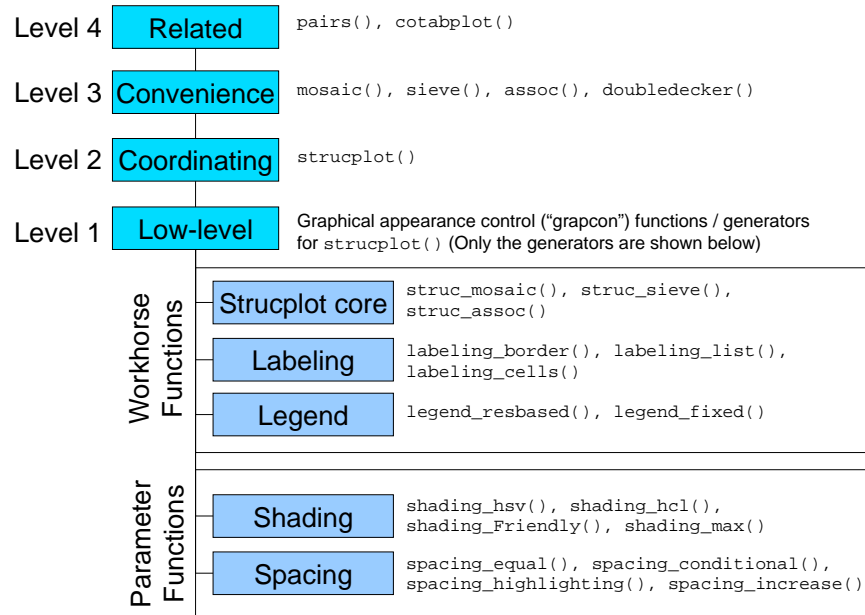 Level 4 Related pairs(), cotabplot()
Level 3 Convenience mosaic(), sieve(), assoc(), doubledecker()
Level 2 Coordinating strucplot()
Level 1 Low-level Graphical appearance control (“grapcon”) functions / generators
for strucplot() (Only the generators are shown below)
Workhorse
Functions
Strucplot core struc_mosaic(), struc_sieve(),
struc_assoc()
Labeling labeling_border(), labeling_list(),
labeling_cells()
Legend legend_resbased(), legend_fixed()
Parameter
Functions
Shading shading_hsv(), shading_hcl(),
shading_Friendly(), shading_max()
Spacing spacing_equal(), spacing_conditional(),
spacing_highlighting(), spacing_increase()